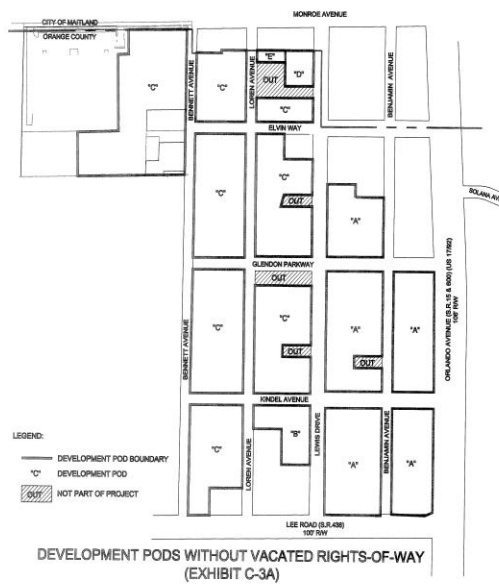 MONROE AVENUE
CITY OF MAITLAND
ORANGE COUNTY
"C"
BENNETT AVENUE
"C"
LOREN AVENUE
"E"
OUT
"D"
"C"
BENJAMIN AVENUE
ELVIN WAY
SOLANA AVE
"C"
"C"
OUT
"A"
GLENDON PARKWAY
OUT
ORLANDO AVENUE (S.R.15 & 600) (US 17/92)
100' R/W
BENNETT AVENUE
"C"
"C"
"A"
"A"
OUT
OUT
KINDEL AVENUE
"C"
LOREN AVENUE
"B"
LEWIS DRIVE
"A"
BENJAMIN AVENUE
"A"
LEGEND:
DEVELOPMENT POD BOUNDARY
"C" DEVELOPMENT POD
OUT NOT PART OF PROJECT
LEE ROAD (S.R.438)
100' R/W
DEVELOPMENT PODS WITHOUT VACATED RIGHTS-OF-WAY
(EXHIBIT C-3A)